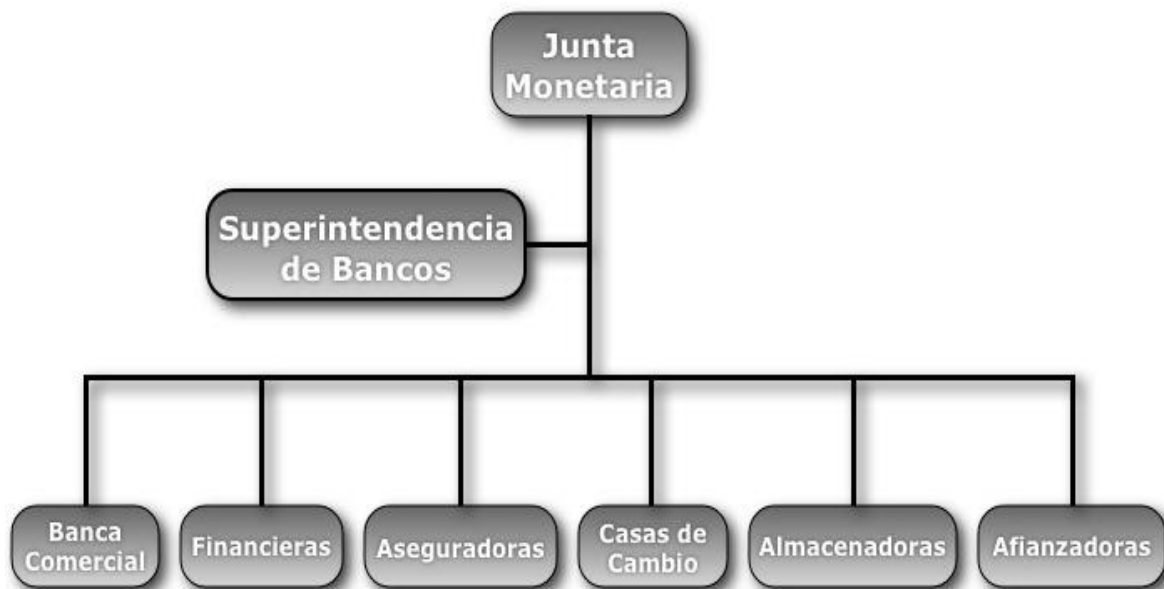 Junta
Monetaria
Superintendencia
de Bancos
Banca
Comercial
Financieras
Aseguradoras
Casas de
Cambio
Almacenadoras
Afianzadoras